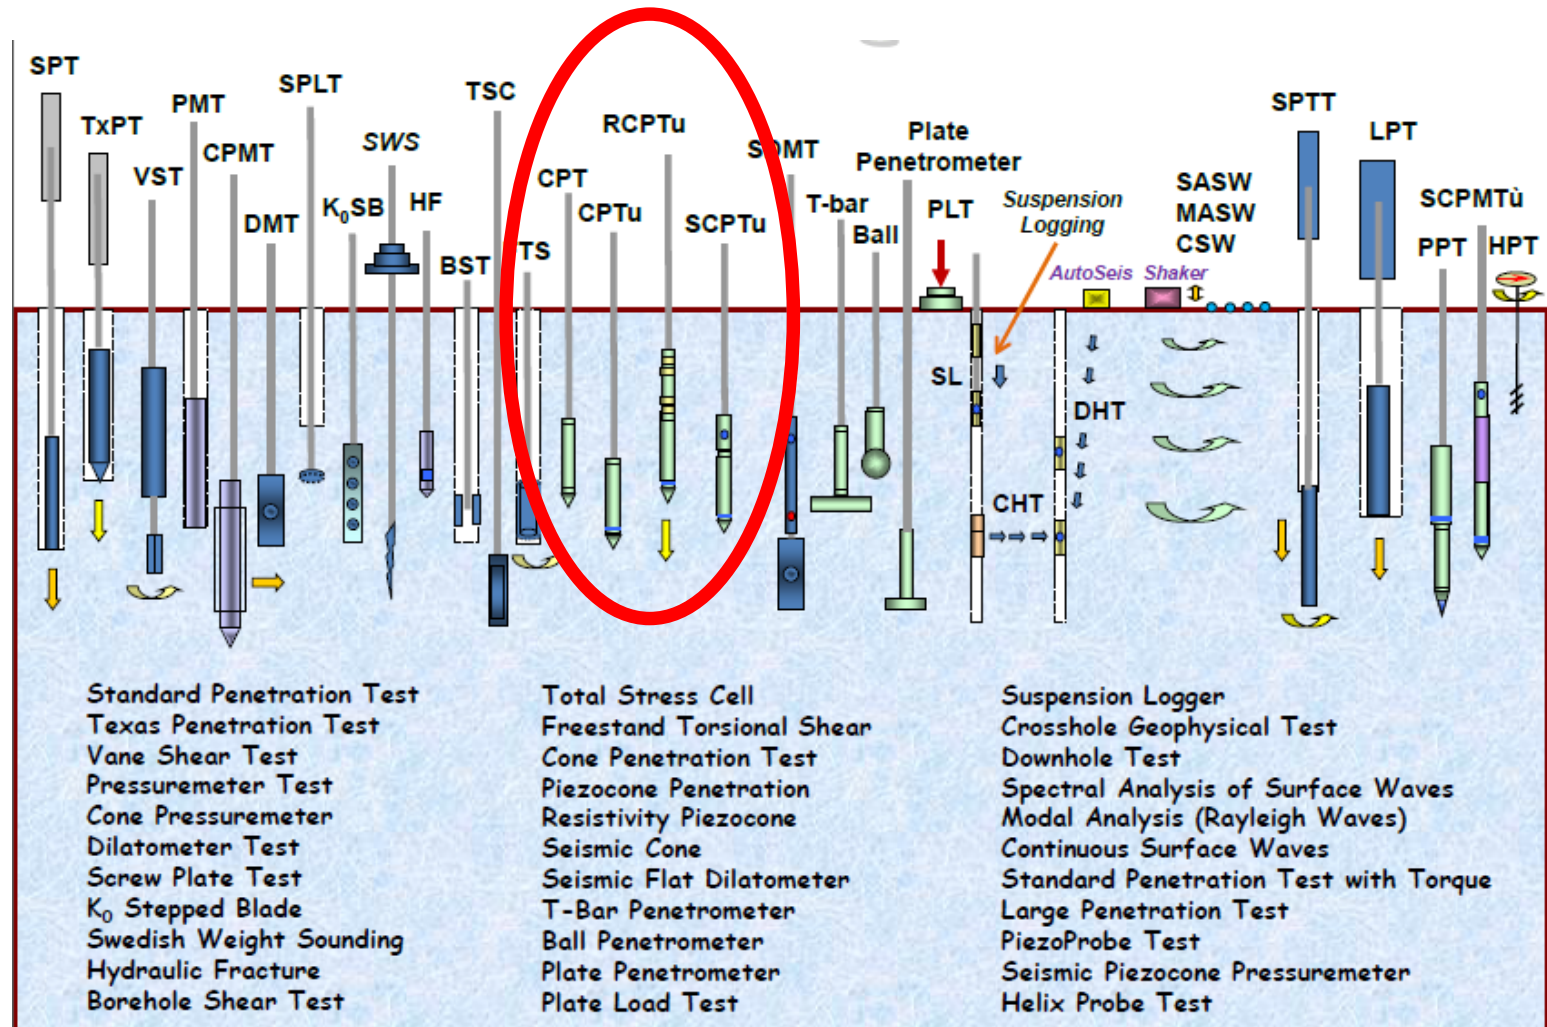 SPT
TxPT
VST
PMT
CPMT
DMT
SPLT
K₀SB
SWS
HF
BST
TSC
TS
CPT
CPTu
RCPTu
SCPTu
SDMT
T-bar
Ball
Plate
Penetrometer
PLT
Suspension
Logging
SL
CHT
DHT
AutoSeis Shaker
SASW
MASW
CSW
SPTT
LPT
PPT
SCPMTù
HPT
Standard Penetration Test
Texas Penetration Test
Vane Shear Test
Pressuremeter Test
Cone Pressuremeter
Dilatometer Test
Screw Plate Test
K₀ Stepped Blade
Swedish Weight Sounding
Hydraulic Fracture
Borehole Shear Test
Total Stress Cell
Freestand Torsional Shear
Cone Penetration Test
Piezocone Penetration
Resistivity Piezocone
Seismic Cone
Seismic Flat Dilatometer
T-Bar Penetrometer
Ball Penetrometer
Plate Penetrometer
Plate Load Test
Suspension Logger
Crosshole Geophysical Test
Downhole Test
Spectral Analysis of Surface Waves
Modal Analysis (Rayleigh Waves)
Continuous Surface Waves
Standard Penetration Test with Torque
Large Penetration Test
PiezoProbe Test
Seismic Piezocone Pressuremeter
Helix Probe Test